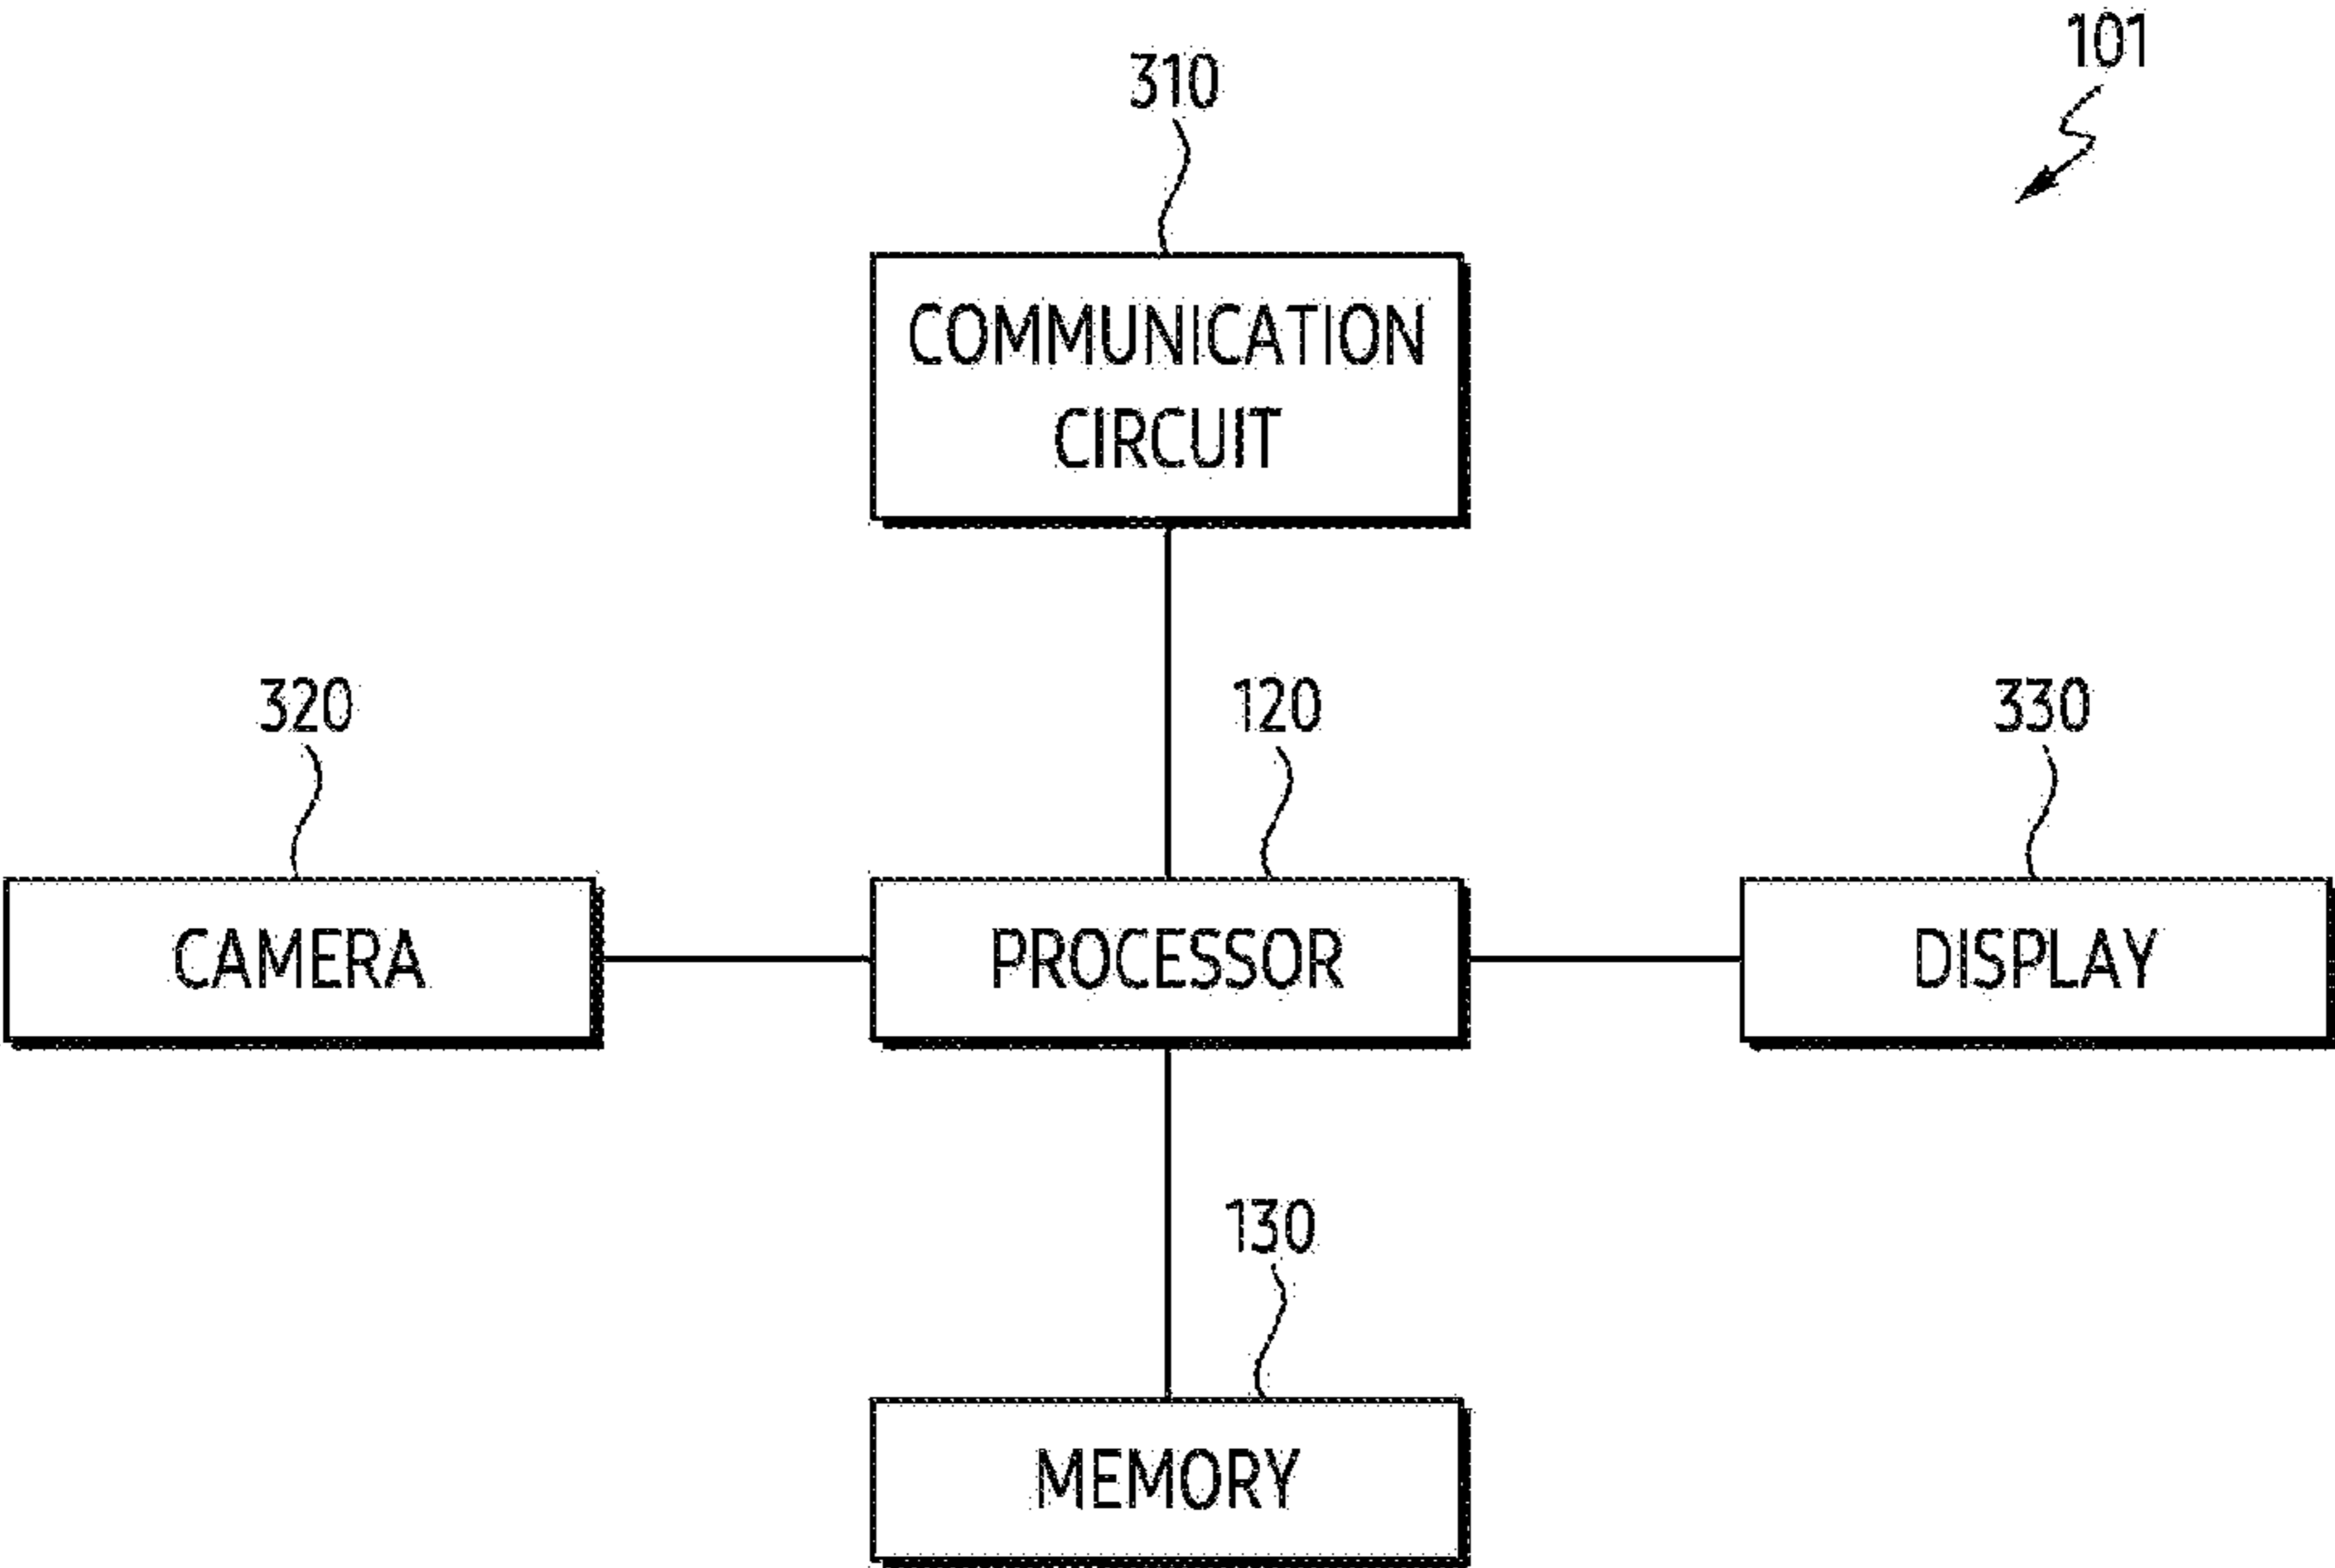 101
310
COMMUNICATION
CIRCUIT
320
120
330
CAMERA
PROCESSOR
DISPLAY
130
MEMORY